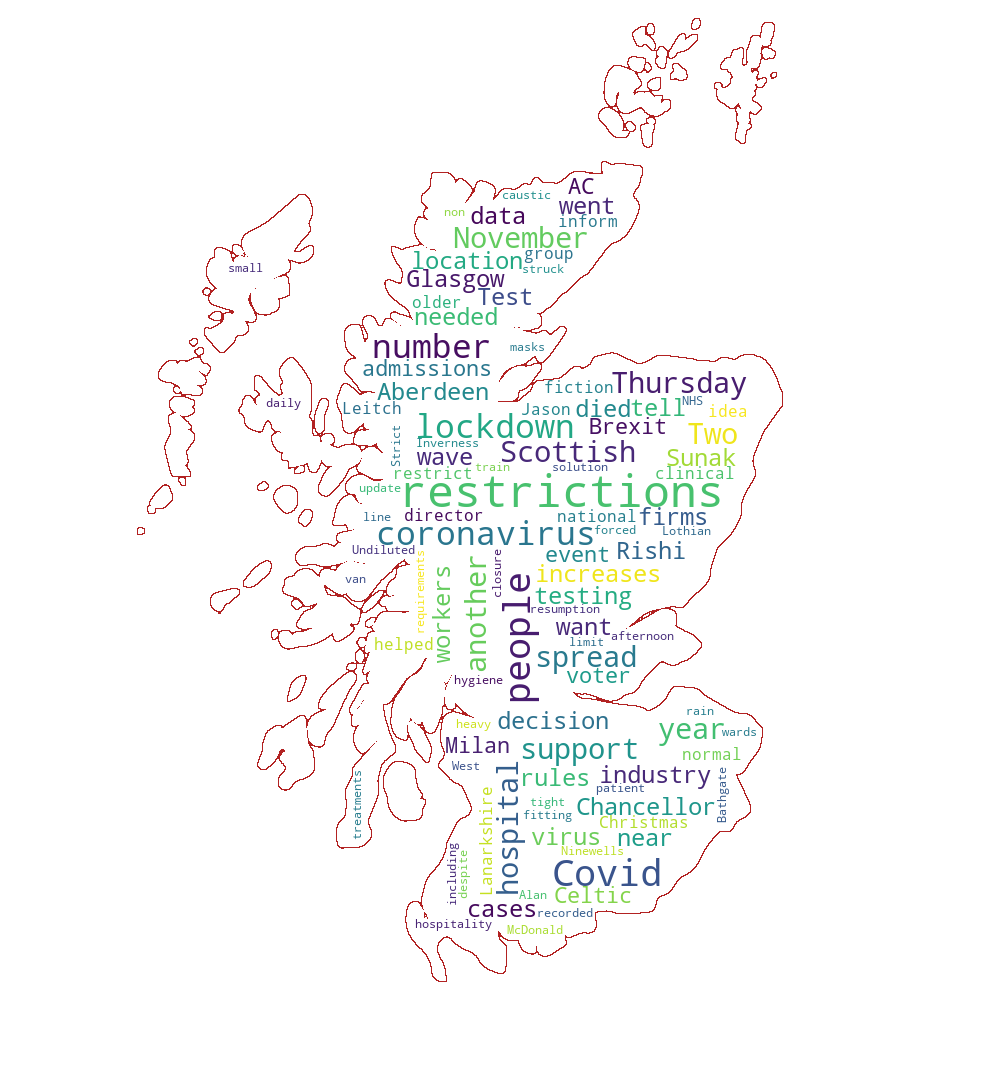 AC
caustic
went
non
data
inform
November
group
location
struck
small
Glasgow
Test
older
needed
number
masks
admissions
Thursday
fiction
Aberdeen
NHS
daily
Leitch
Jason
died
tell
idea
lockdown
Brexit
Two
Strict
Inverness
Scottish
wave
Sunak
restrict
train
solution
clinical
update
restrictions
line
director
national
firms
coronavirus
forced
Lothian
Undiluted
event
Rishi
van
requirements
closure
increases
workers
another
people
testing
resumption
want
afternoon
helped
limit
spread
voter
hygiene
rain
heavy
decision
year
wards
Milan
support
normal
West
rules
industry
treatments
hospital
patient
Bathgate
tight
fitting
Chancellor
Lanarkshire
Christmas
virus
near
Ninewells
including
despite
Covid
Alan
Celtic
cases
recorded
hospitality
McDonald